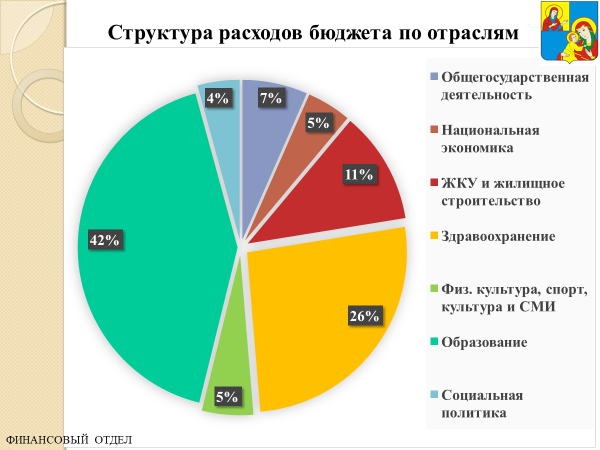 Структура расходов бюджета по отраслям
4%
7%
5%
11%
42%
26%
5%
Общегосударственная
деятельность
Национальная
экономика
ЖКУ и жилищное
строительство
Здравоохранение
Физ. культура, спорт,
культура и СМИ
Образование
Социальная
политика
ФИНАНСОВЫЙ ОТДЕЛ